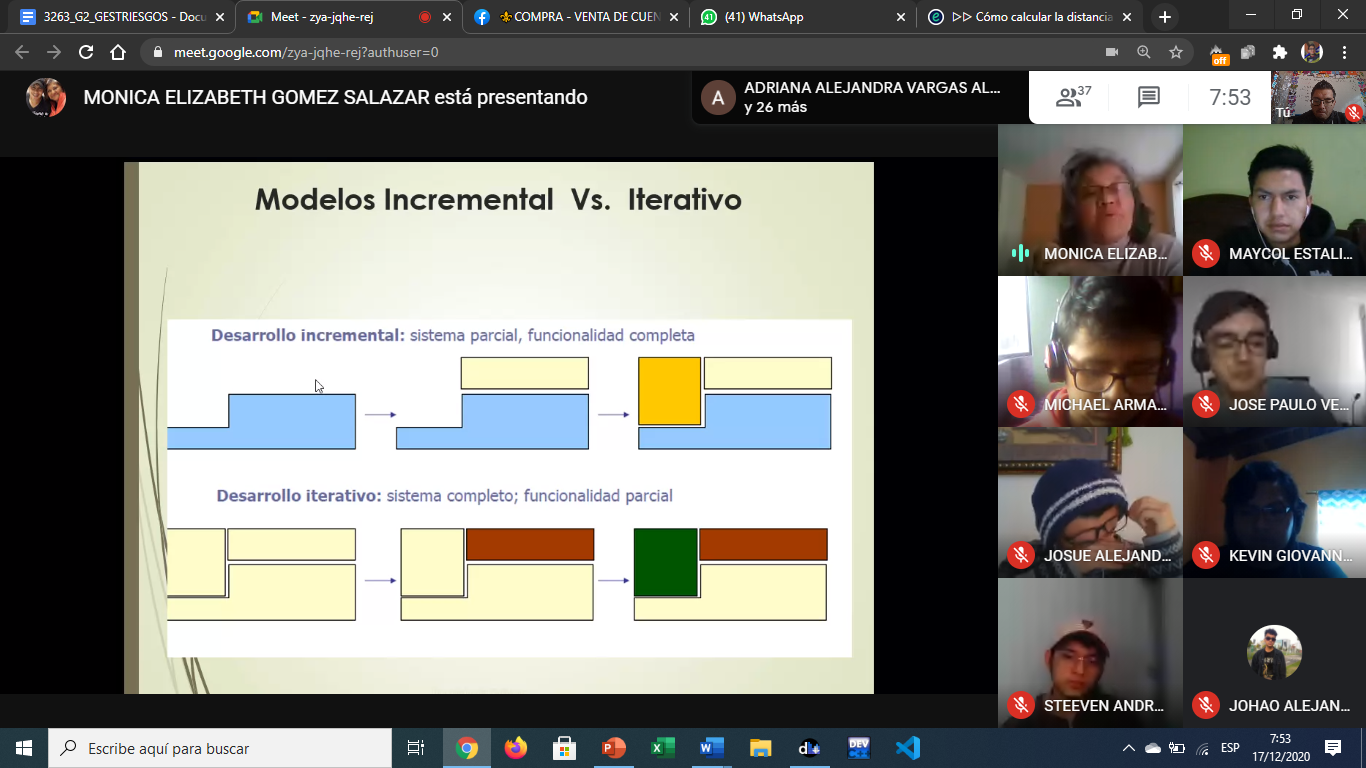 3263_G2_GESTRIESGOS - Docu
Meet - zya-jqhe-rej
⚜COMPRA - VENTA DE CUEN
(41) WhatsApp
▷▷ Cómo calcular la distancia
meet.google.com/zya-jqhe-rej?authuser=0
off
MONICA ELIZABETH GOMEZ SALAZAR está presentando
A
ADRIANA ALEJANDRA VARGAS AL...
y 26 más
37
7:53
Tú
Modelos Incremental Vs. Iterativo
Desarrollo incremental: sistema parcial, funcionalidad completa
Desarrollo iterativo: sistema completo; funcionalidad parcial
MONICA ELIZAB...
MAYCOL ESTALI...
MICHAEL ARMA...
JOSE PAULO VE...
JOSUE ALEJAND...
KEVIN GIOVANN...
STEEVEN ANDR...
JOHAO ALEJAN...
Escribe aquí para buscar
DEV
ESP
7:53
17/12/2020